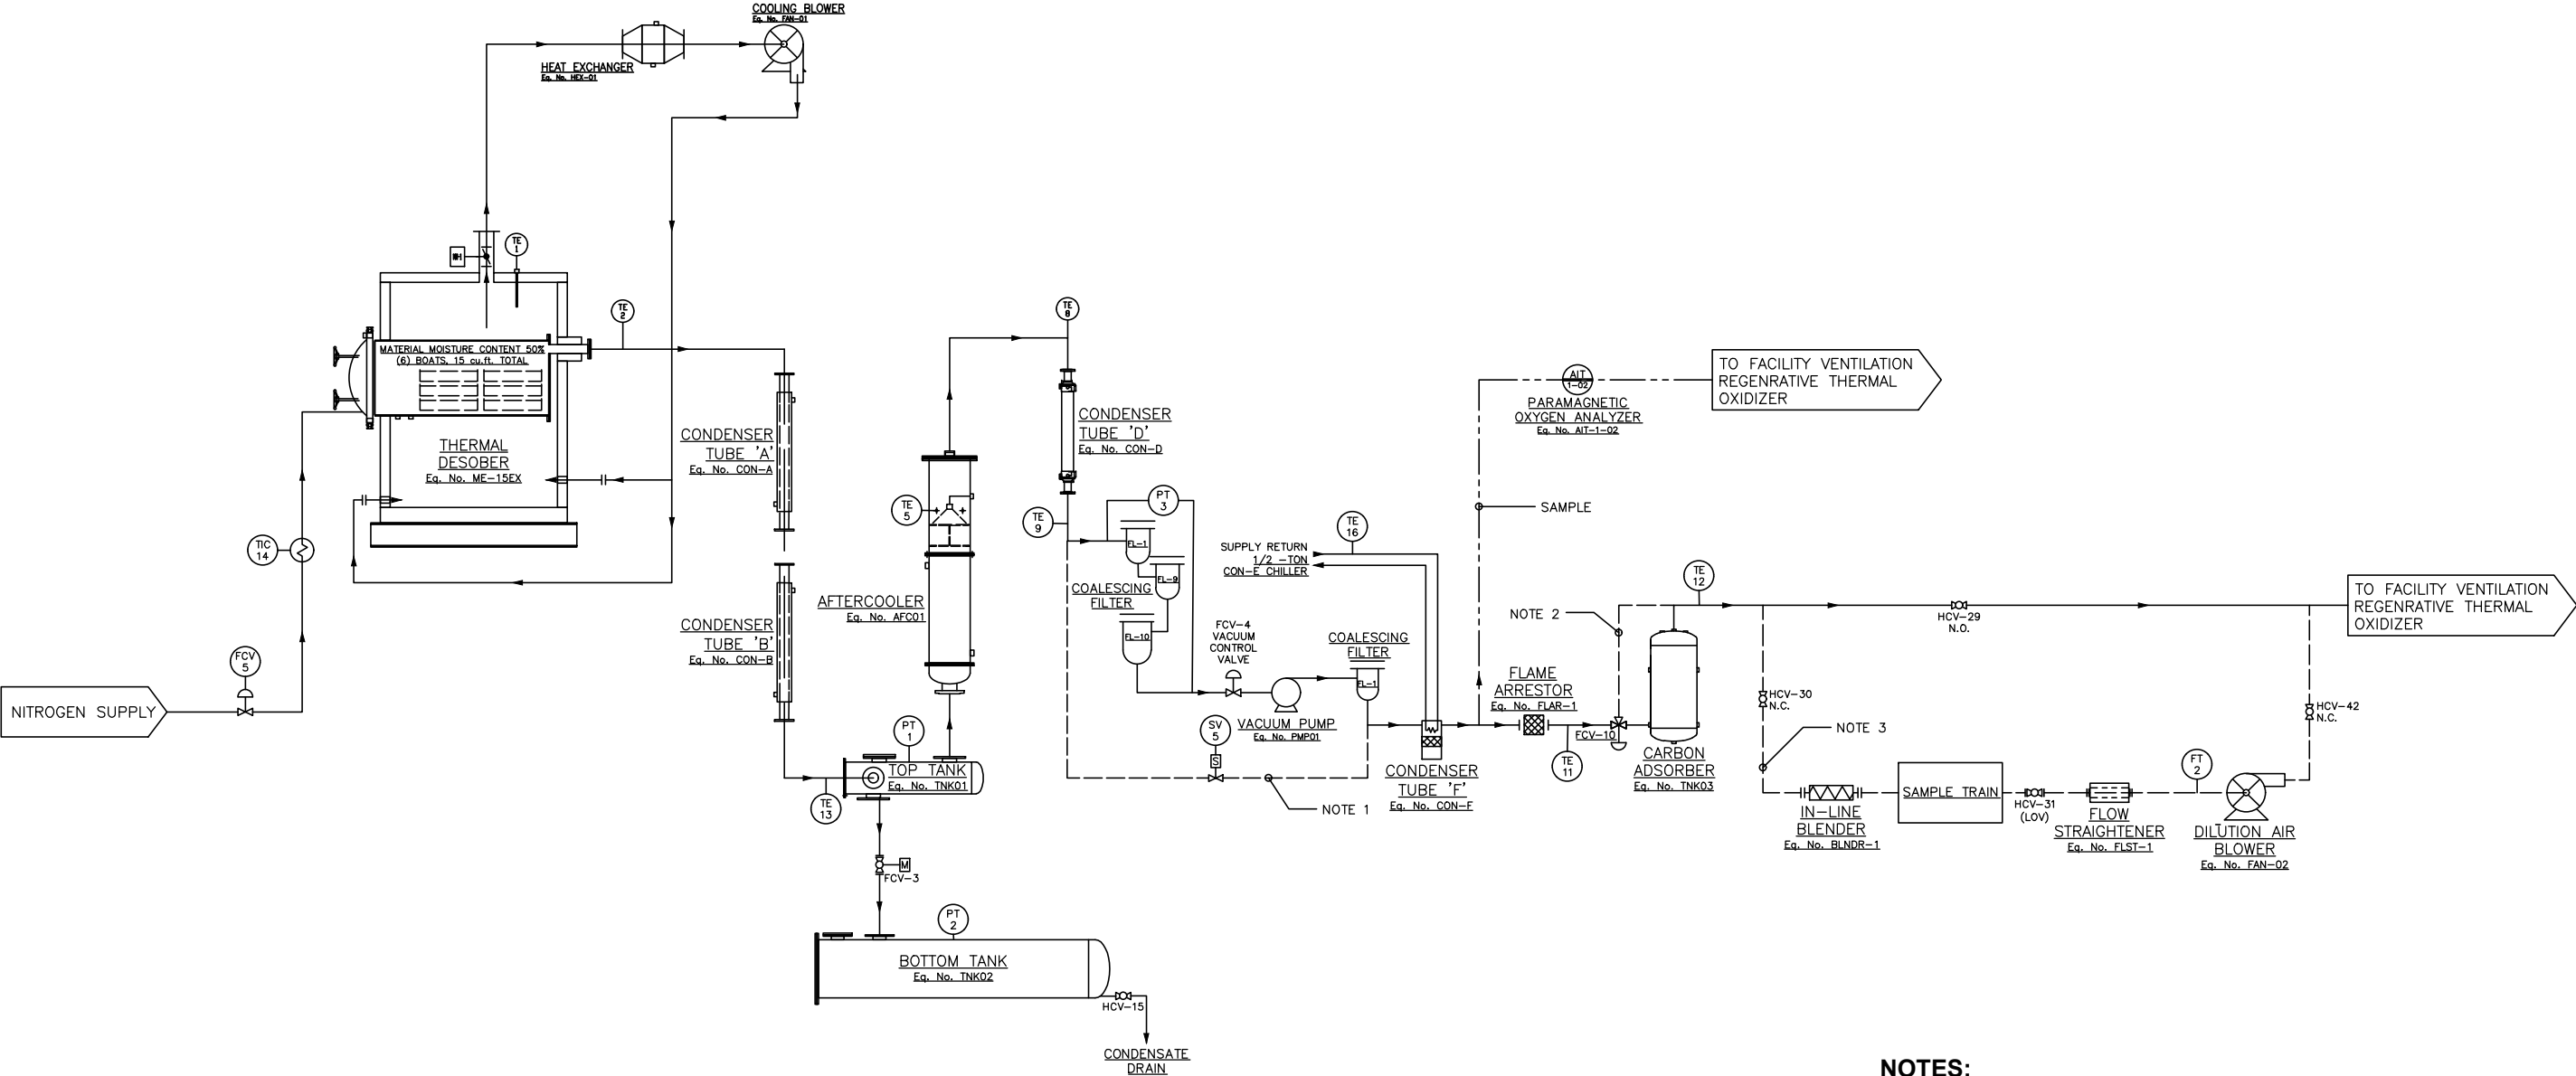 COOLING BLOWER
Eq. No. FAN-01
HEAT EXCHANGER
Eq. No. HEX-01
TE
1
TE
2
MATERIAL MOISTURE CONTENT 50%
(6) BOATS, 15 cu.ft. TOTAL
THERMAL
DESOBER
Eq. No. ME-15EX
TIC
14
FCV
5
NITROGEN SUPPLY
CONDENSER
TUBE 'A'
Eq. No. CON-A
CONDENSER
TUBE 'B'
Eq. No. CON-B
TE
5
AFTERCOOLER
Eq. No. AFC01
PT
1
TOP TANK
Eq. No. TNK01
TE
13
M
FCV-3
PT
2
BOTTOM TANK
Eq. No. TNK02
HCV-15
CONDENSATE
DRAIN
TE
8
CONDENSER
TUBE 'D'
Eq. No. CON-D
TE
9
PT
3
FL-1
FL-9
FL-10
COALESCING
FILTER
FCV-4
VACUUM
CONTROL
VALVE
VACUUM PUMP
Eq. No. PMP01
SV
5
S
NOTE 1
SUPPLY RETURN
1/2 -TON
CON-E CHILLER
TE
16
COALESCING
FILTER
FL-1
CONDENSER
TUBE 'F'
Eq. No. CON-F
SAMPLE
AIT
1-02
PARAMAGNETIC
OXYGEN ANALYZER
Eq. No. AIT-1-02
TO FACILITY VENTILATION
REGENRATIVE THERMAL
OXIDIZER
FLAME
ARRESTOR
Eq. No. FLAR-1
TE
11
FCV-10
NOTE 2
TE
12
CARBON
ADSORBER
Eq. No. TNK03
HCV-29
N.O.
HCV-30
N.C.
NOTE 3
IN-LINE
BLENDER
Eq. No. BLNDR-1
SAMPLE TRAIN
HCV-31
(LOV)
FLOW
STRAIGHTENER
Eq. No. FLST-1
FT
2
DILUTION AIR
BLOWER
Eq. No. FAN-02
HCV-42
N.C.
TO FACILITY VENTILATION
REGENRATIVE THERMAL
OXIDIZER
NOTES: